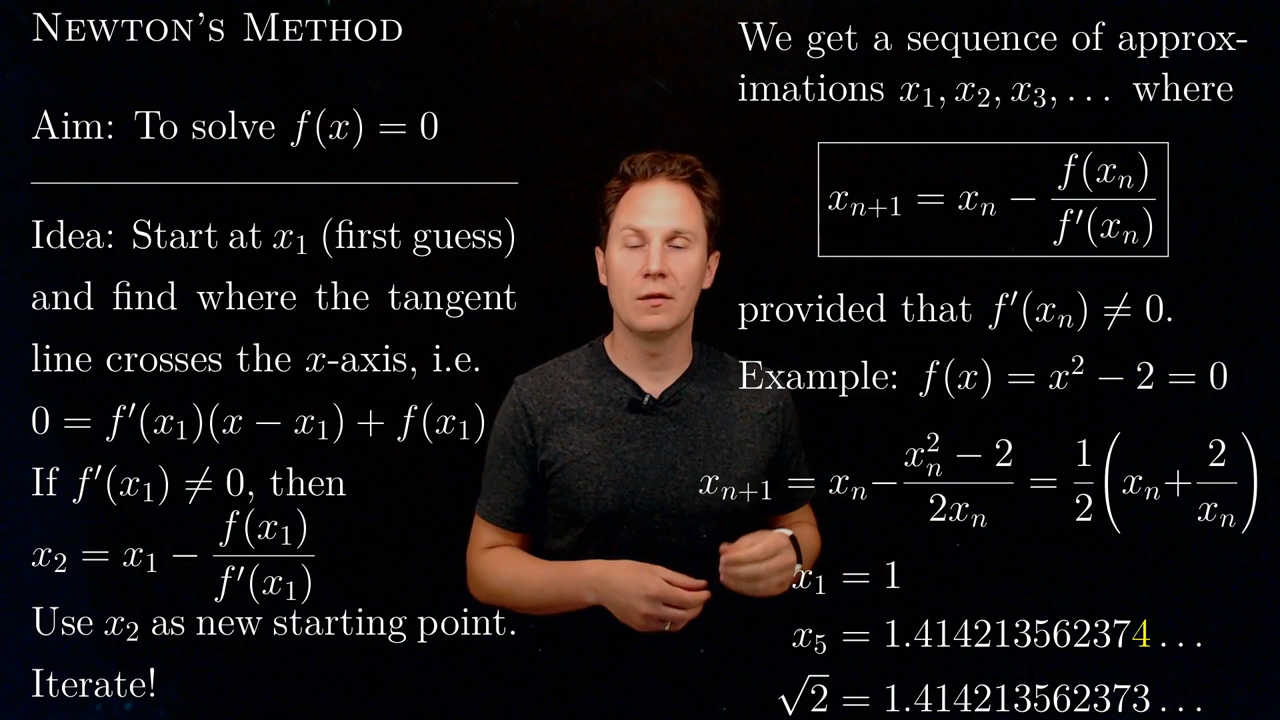 NEWTON'S METHOD
Aim: To solve f(x) = 0
Idea: Start at x₁ (first guess)
and find where the tangent
line crosses the x-axis, i.e.
0 = f′(x₁)(x − x₁) + f(x₁)
If f′(x₁) ≠ 0, then
x₂ = x₁ − f(x₁)/f′(x₁)
Use x₂ as new starting point.
Iterate!
We get a sequence of approx-
imations x₁, x₂, x₃, … where
xₙ₊₁ = xₙ − f(xₙ)/f′(xₙ)
provided that f′(xₙ) ≠ 0.
Example: f(x) = x² − 2 = 0
xₙ₊₁ = xₙ − (xₙ² − 2)/(2xₙ) = 1/2 (xₙ + 2/xₙ)
x₁ = 1
x₅ = 1.414213562374…
√2 = 1.4142135623​73…